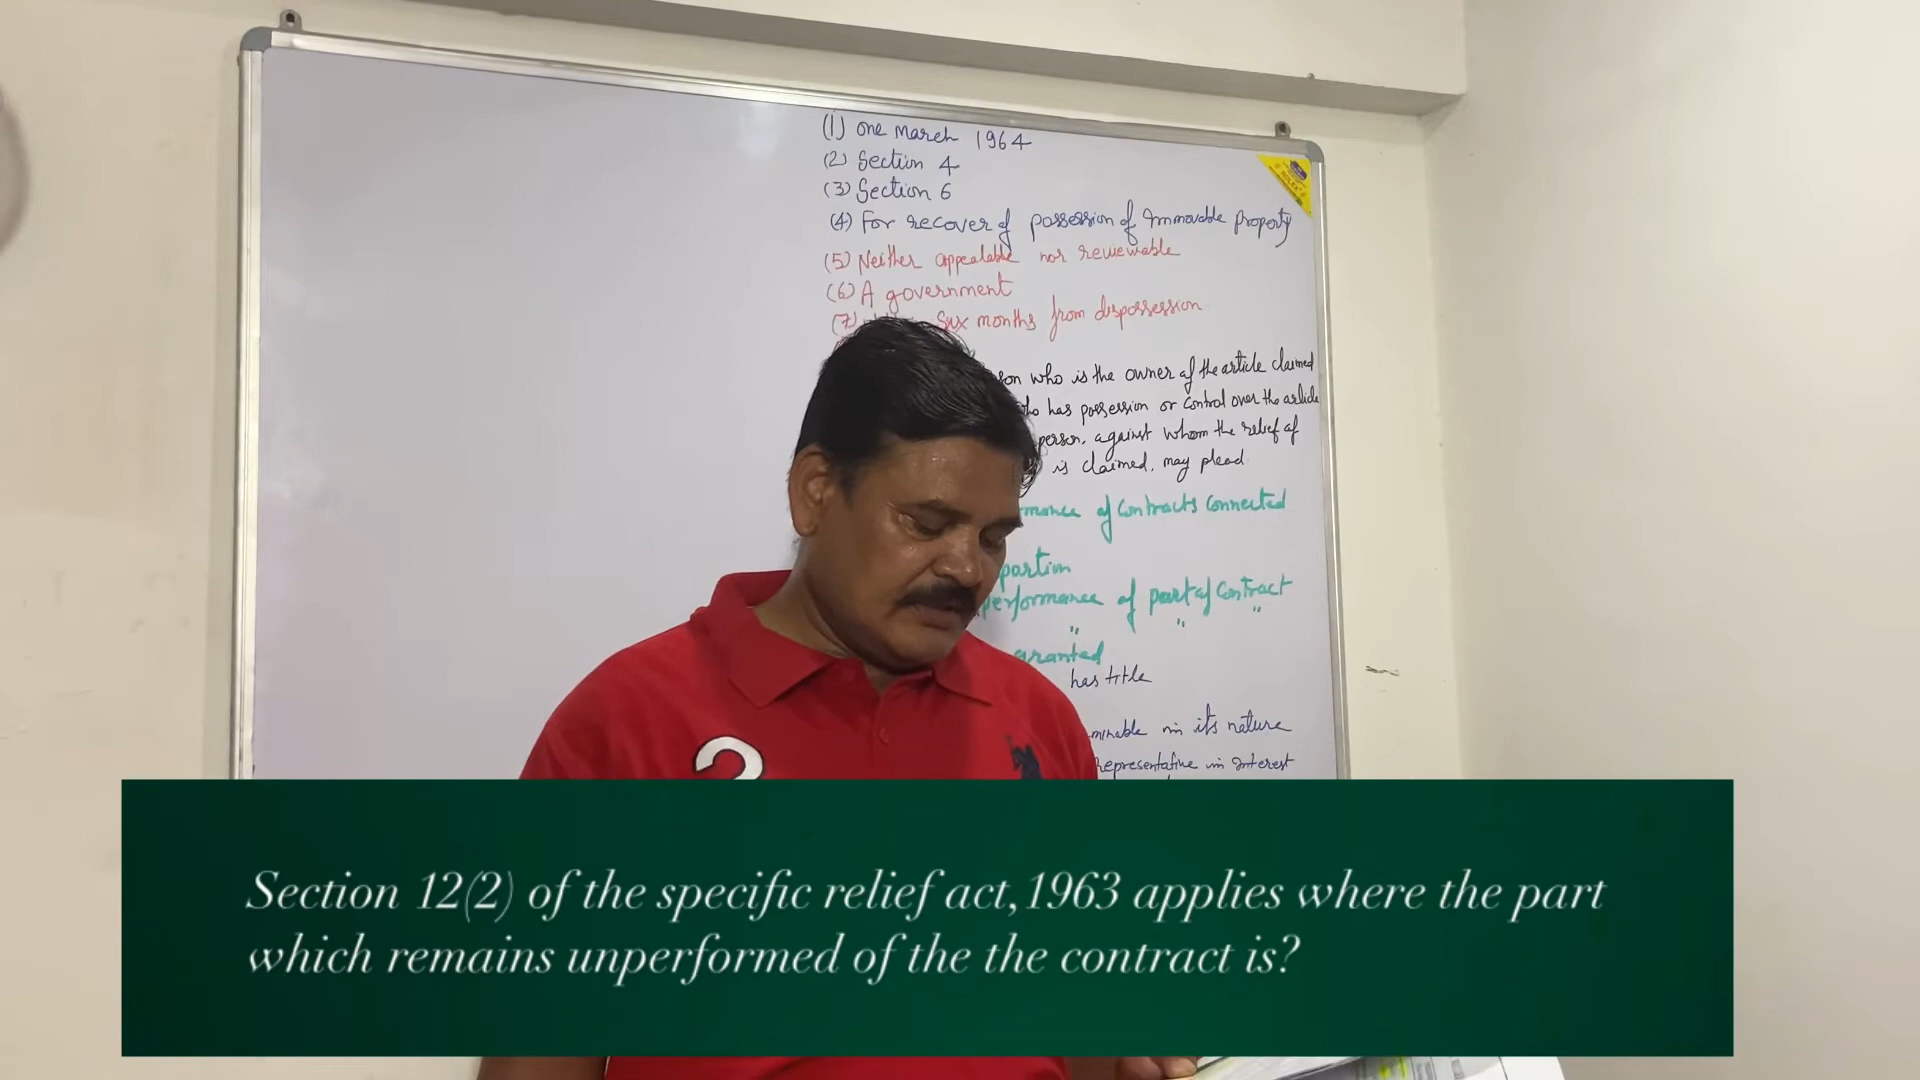 (1) one march 1964
(2) Section 4
(3) Section 6
(4) For recover of possession of Immovable property
(5) Neither appealable nor reviewable
(6) A government
(7) Six months from dispossession
son who is the owner of the article claimed
ho has possession or control over the article
person, against whom the relief of
is claimed, may plead
mance of Contracts Connected
partion
performance of part of Contract
" " "
granted
has title
minable in its nature
representative in interest
2
Section 12(2) of the specific relief act,1963 applies where the part
which remains unperformed of the the contract is?